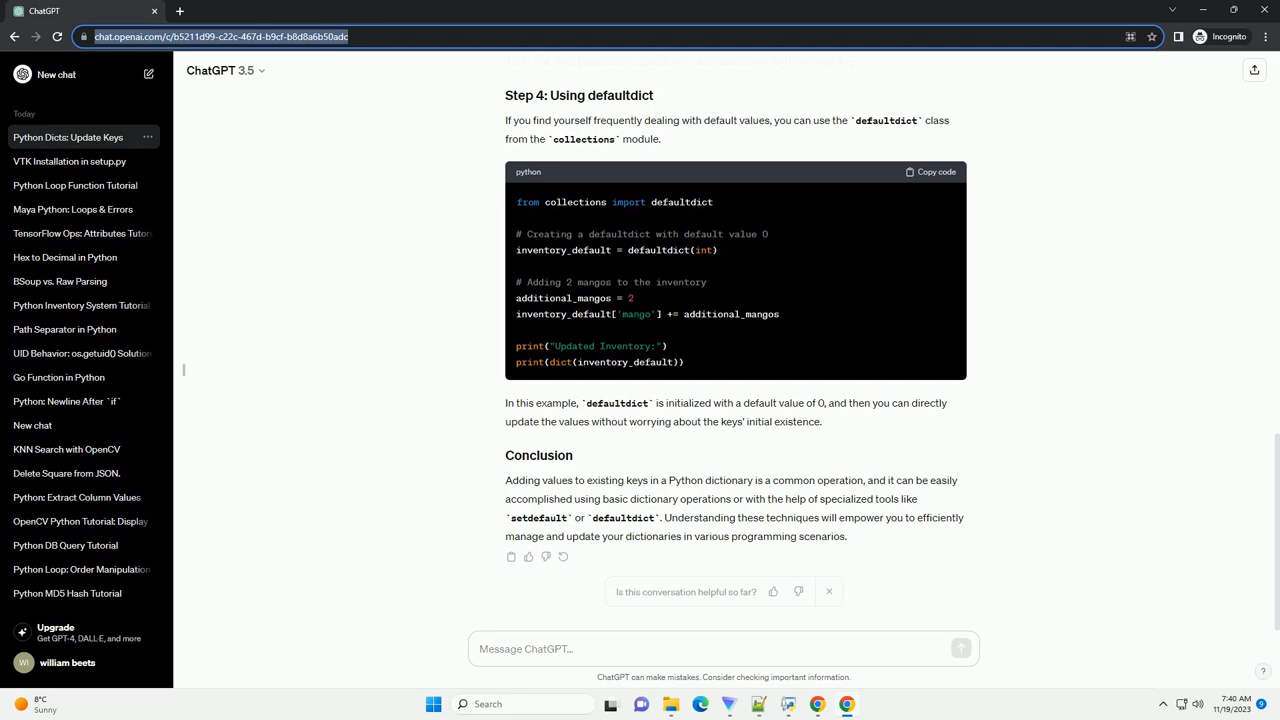 ChatGPT
chat.openai.com/c/b5211d99-c22c-467d-b9cf-b8d8a6b50adc
Incognito
New chat
ChatGPT 3.5
Today
Python Dicts: Update Keys
VTK Installation in setup.py
Python Loop Function Tutorial
Maya Python: Loops & Errors
TensorFlow Ops: Attributes Tutori
Hex to Decimal in Python
BSoup vs. Raw Parsing
Python Inventory System Tutorial
Path Separator in Python
UID Behavior: os.getuid() Solution
Go Function in Python
Python: Newline After `if`
New chat
KNN Search with OpenCV
Delete Square from JSON.
Python: Extract Column Values
OpenCV Python Tutorial: Display
Python DB Query Tutorial
Python Loop: Order Manipulation
Python MD5 Hash Tutorial
Upgrade
Get GPT-4, DALL·E, and more
WI
william beets
Step 4: Using defaultdict
If you find yourself frequently dealing with default values, you can use the `defaultdict` class
from the `collections` module.
python
Copy code
from collections import defaultdict
# Creating a defaultdict with default value 0
inventory_default = defaultdict(int)
# Adding 2 mangos to the inventory
additional_mangos = 2
inventory_default['mango'] += additional_mangos
print("Updated Inventory:")
print(dict(inventory_default))
In this example, `defaultdict` is initialized with a default value of 0, and then you can directly
update the values without worrying about the keys' initial existence.
Conclusion
Adding values to existing keys in a Python dictionary is a common operation, and it can be easily
accomplished using basic dictionary operations or with the help of specialized tools like
`setdefault` or `defaultdict`. Understanding these techniques will empower you to efficiently
manage and update your dictionaries in various programming scenarios.
Is this conversation helpful so far?
Message ChatGPT...
ChatGPT can make mistakes. Consider checking important information.
?
8°C
Sunny
Search
7:40 AM
11/19/2023
9